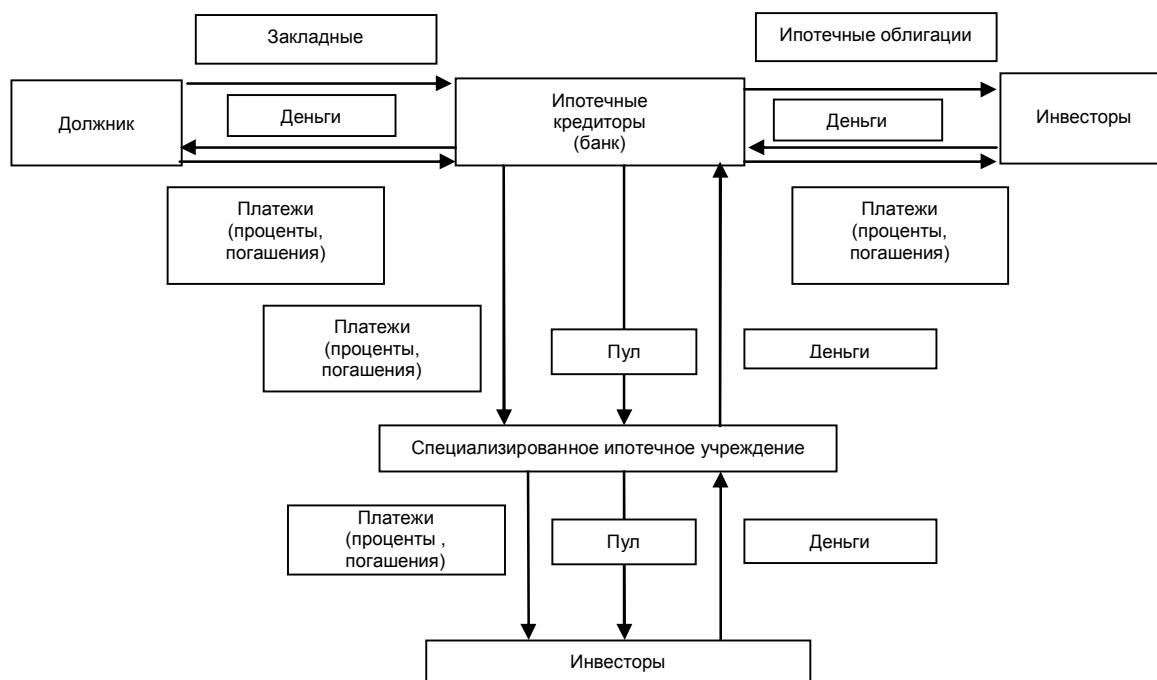 Закладные
Ипотечные облигации
Должник
Деньги
Ипотечные
кредиторы
(банк)
Деньги
Инвесторы
Платежи
(проценты,
погашения)
Платежи
(проценты,
погашения)
Платежи
(проценты,
погашения)
Пул
Деньги
Специализированное ипотечное учреждение
Платежи
(проценты ,
погашения)
Пул
Деньги
Инвесторы